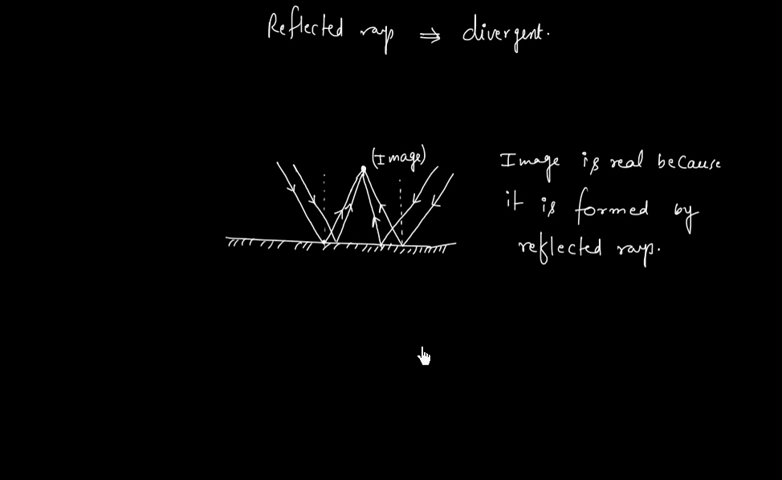 Reflected rays ⇒ divergent.
(Image)
Image is real because
it is formed by
reflected rays.